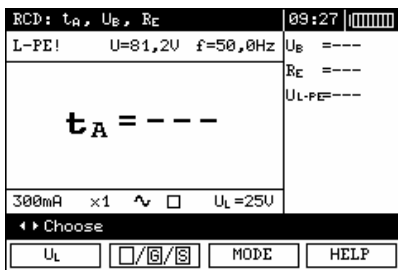 RCD: tA, UB, RE 09:27
L-PE! U=81,2V f=50,0Hz
UB =---
RE =---
UL-PE=---
tA = ---
300mA ×1 ∿ □ UL=25V
◂ ▸ Choose
UL □/G/S MODE HELP